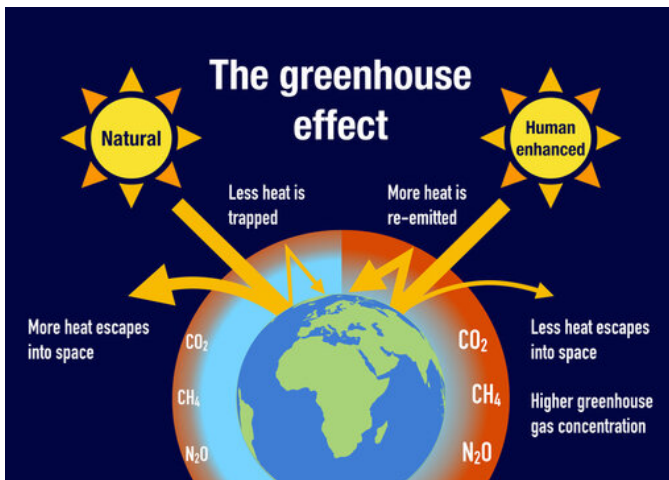 The greenhouse
effect
Natural
Human
enhanced
Less heat is
trapped
More heat is
re-emitted
More heat escapes
into space
Less heat escapes
into space
Higher greenhouse
gas concentration
CO₂
CH₄
N₂O
CO₂
CH₄
N₂O